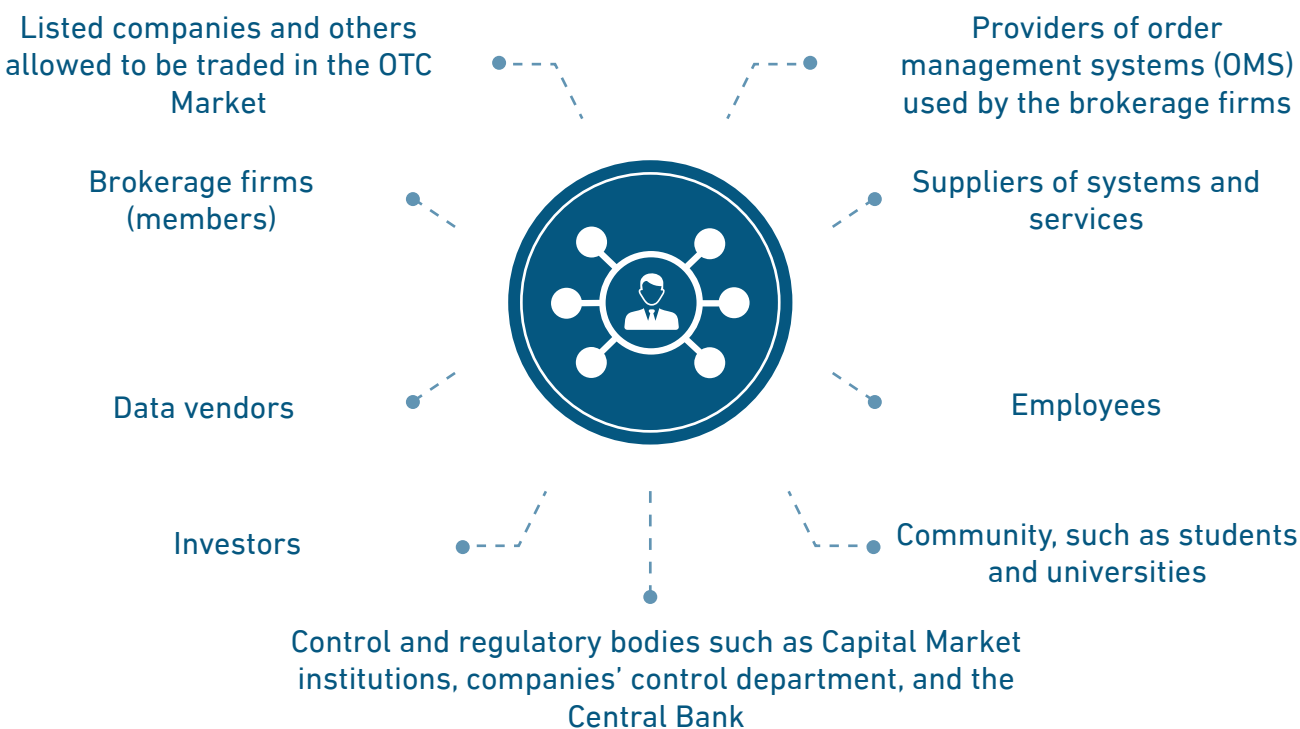 Listed companies and others
allowed to be traded in the OTC
Market
Providers of order
management systems (OMS)
used by the brokerage firms
Brokerage firms
(members)
Suppliers of systems and
services
Data vendors
Employees
Investors
Community, such as students
and universities
Control and regulatory bodies such as Capital Market
institutions, companies’ control department, and the
Central Bank